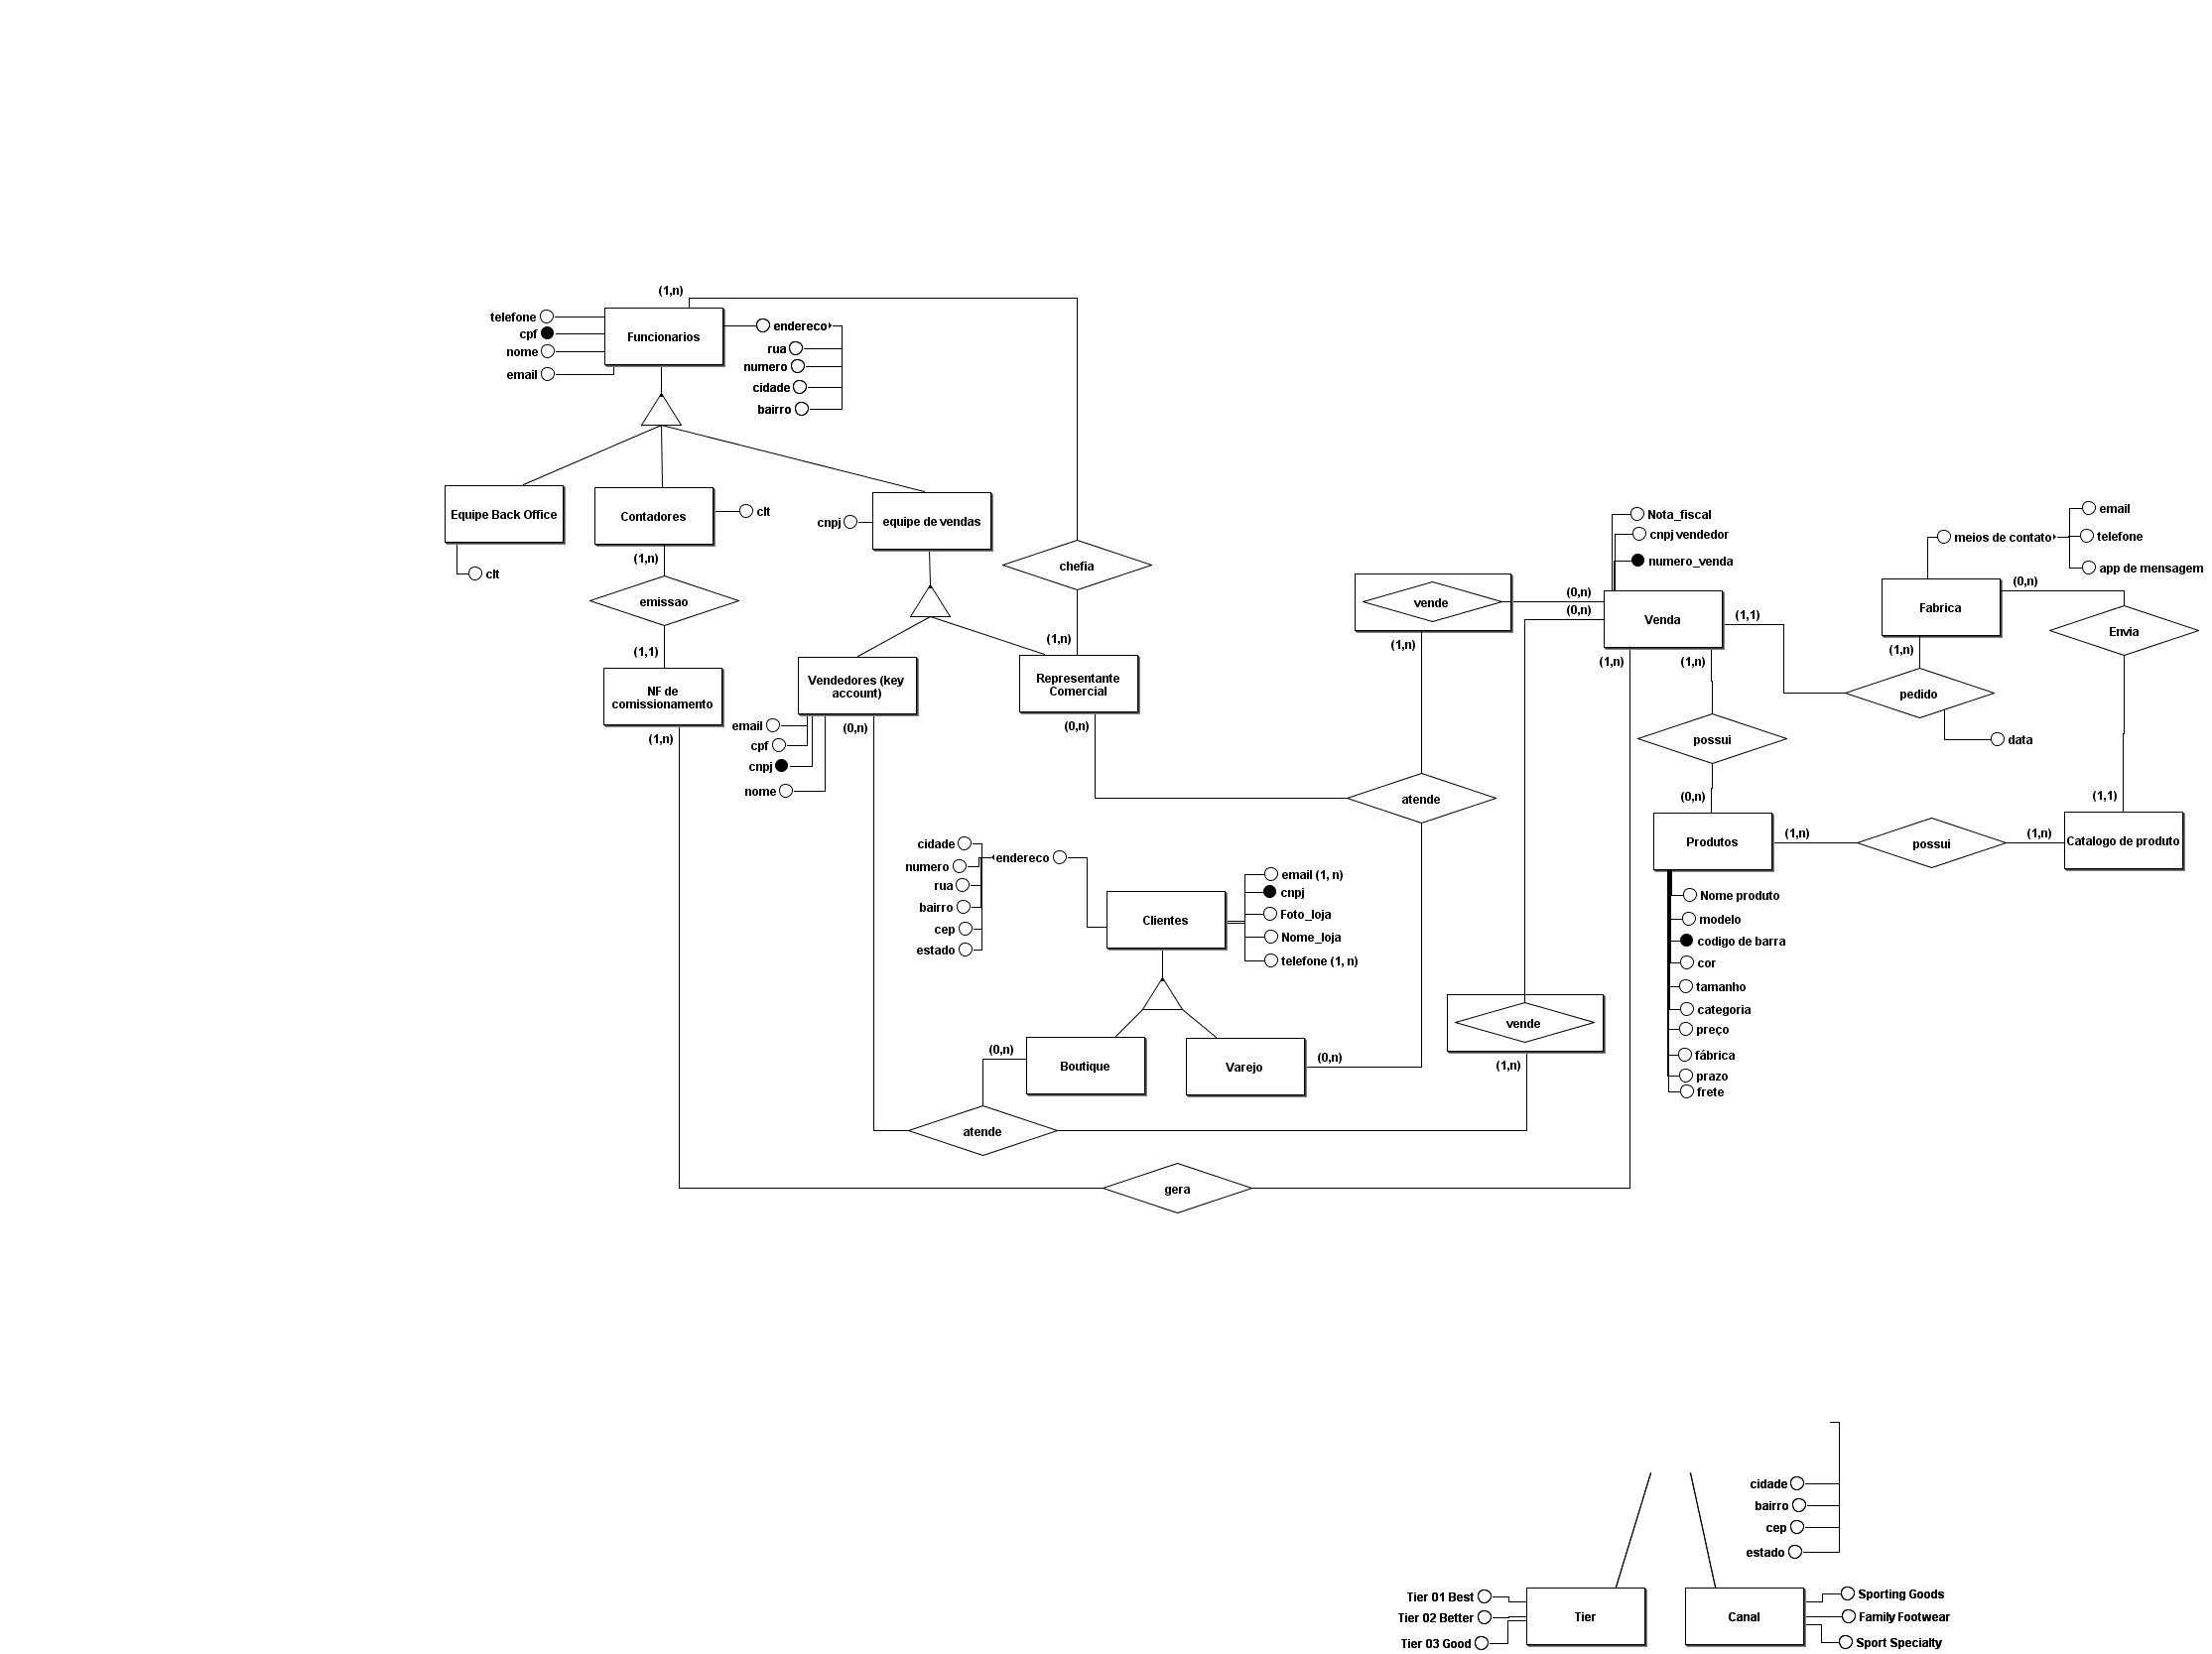 (1,n)
telefone
cpf
nome
email
Funcionarios
endereco
rua
numero
cidade
bairro
Equipe Back Office
clt
Contadores
clt
(1,n)
emissao
(1,1)
NF de
comissionamento
(1,n)
cnpj
equipe de vendas
chefia
(1,n)
Vendedores (key
account)
(0,n)
email
cpf
cnpj
nome
Representante
Comercial
(0,n)
vende
(1,n)
(0,n)
(0,n)
Nota_fiscal
cnpj vendedor
numero_venda
Venda
(1,1)
(1,n)
(1,n)
meios de contato
email
telefone
app de mensagem
Fabrica
(0,n)
(1,n)
Envia
pedido
data
possui
(0,n)
(1,1)
atende
Produtos
(1,n)
possui
(1,n)
Catalogo de produto
Nome produto
modelo
codigo de barra
cor
tamanho
categoria
preço
fábrica
prazo
frete
cidade
numero
rua
bairro
cep
estado
endereco
Clientes
email (1, n)
cnpj
Foto_loja
Nome_loja
telefone (1, n)
(0,n)
Boutique
Varejo
(0,n)
vende
(1,n)
atende
gera
cidade
bairro
cep
estado
Tier 01 Best
Tier 02 Better
Tier 03 Good
Tier
Canal
Sporting Goods
Family Footwear
Sport Specialty